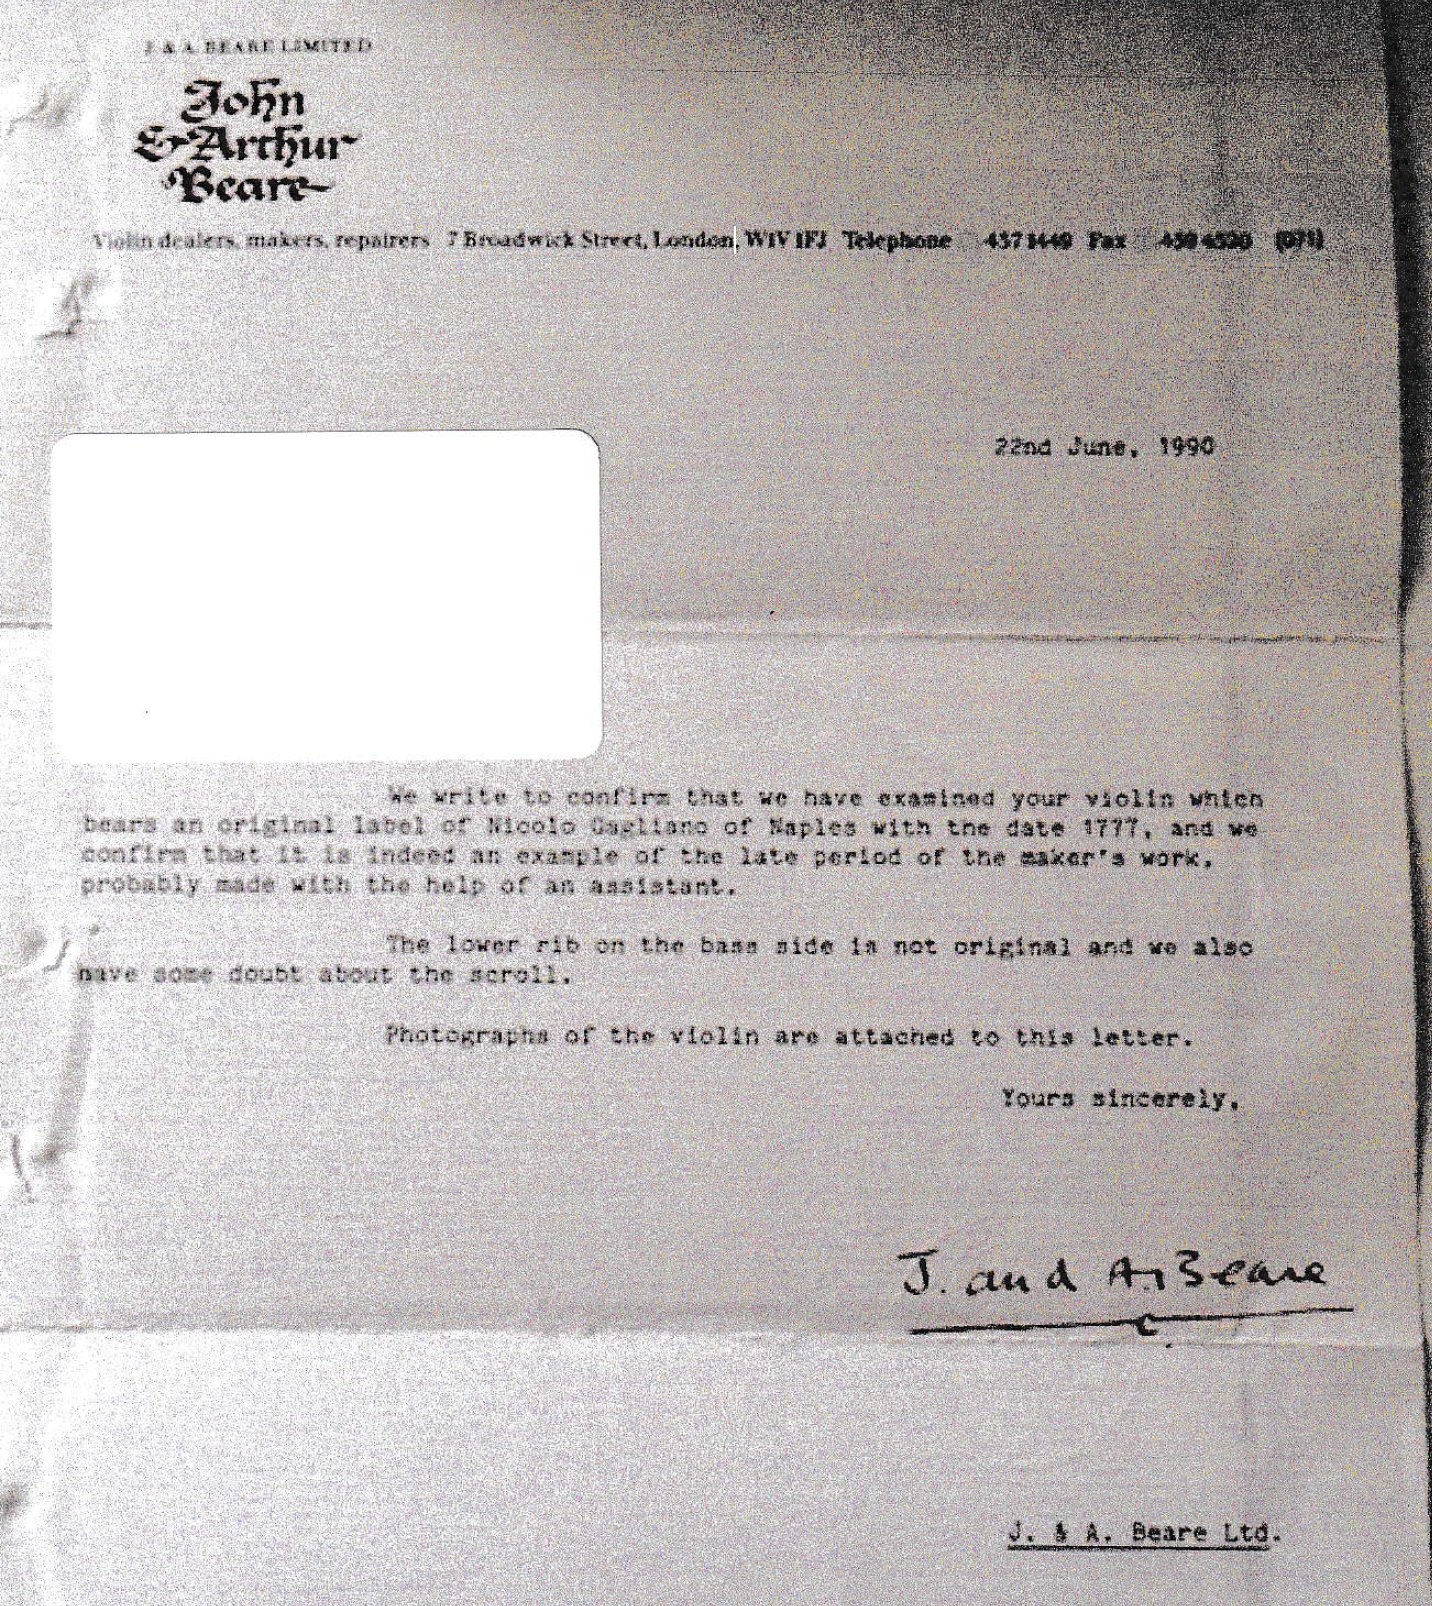 J. & A. BEARE LIMITED
John
& Arthur
Beare
Violin dealers, makers, repairers 7 Broadwick Street, London, W1V 1FJ Telephone 437 1449 Fax (071)
22nd June, 1990
We write to confirm that we have examined your violin which
bears an original label of Nicolo Gagliano of Naples with the date 1777, and we
confirm that it is indeed an example of the late period of the maker's work,
probably made with the help of an assistant.
The lower rib on the bass side is not original and we also
have some doubt about the scroll.
Photographs of the violin are attached to this letter.
Yours sincerely,
J. and A. Beare
J. & A. Beare Ltd.